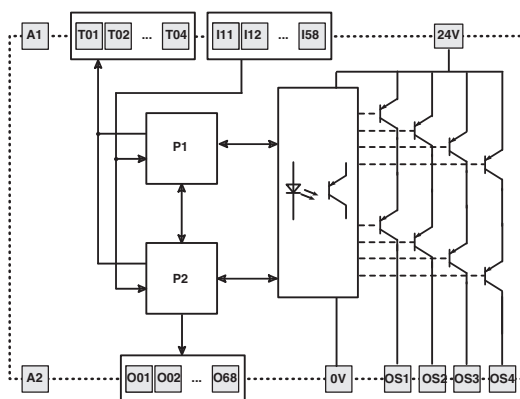 A1 T01 T02 ... T04 I11 I12 ... I58 24V
P1
P2
A2 O01 O02 ... O68 0V OS1 OS2 OS3 OS4